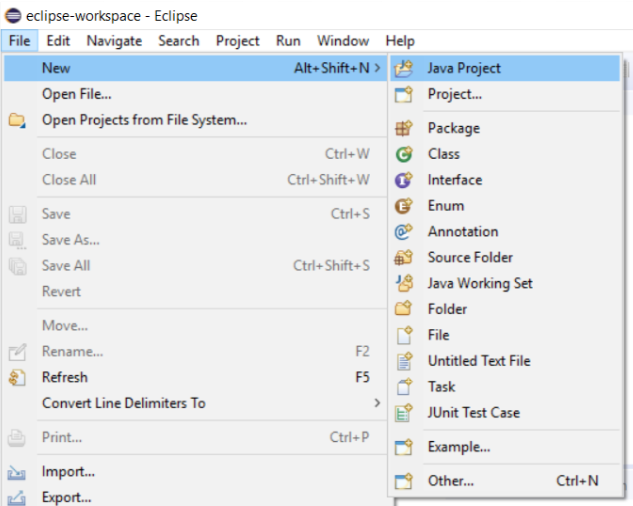 eclipse-workspace - Eclipse
File Edit Navigate Search Project Run Window Help
New Alt+Shift+N >
Open File...
Open Projects from File System...
Close Ctrl+W
Close All Ctrl+Shift+W
Save Ctrl+S
Save As...
Save All Ctrl+Shift+S
Revert
Move...
Rename... F2
Refresh F5
Convert Line Delimiters To >
Print... Ctrl+P
Import...
Export...
Java Project
Project...
Package
Class
Interface
Enum
Annotation
Source Folder
Java Working Set
Folder
File
Untitled Text File
Task
JUnit Test Case
Example...
Other... Ctrl+N